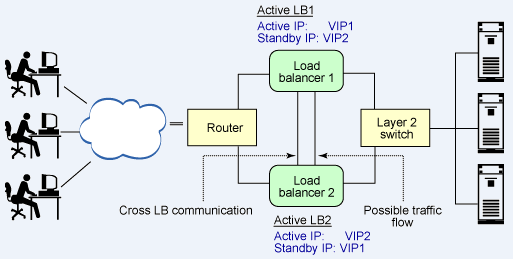 Active LB1
Active IP: VIP1
Standby IP: VIP2
Load
balancer 1
Router
Layer 2
switch
Load
balancer 2
Cross LB communication
Possible traffic
flow
Active LB2
Active IP: VIP2
Standby IP: VIP1